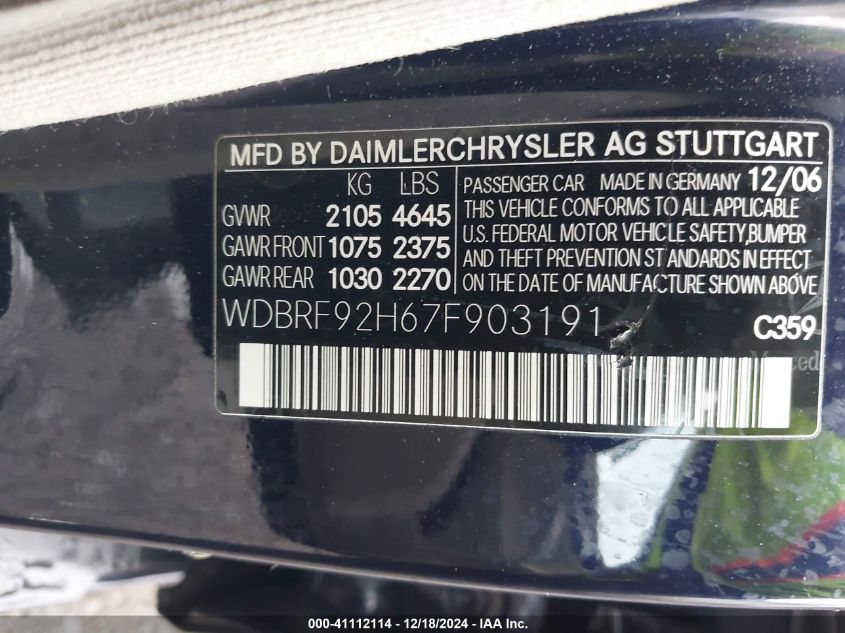 MFD BY DAIMLERCHRYSLER AG STUTTGART
KG LBS
GVWR 2105 4645
GAWR FRONT 1075 2375
GAWR REAR 1030 2270
PASSENGER CAR MADE IN GERMANY 12/06
THIS VEHICLE CONFORMS TO ALL APPLICABLE
U.S. FEDERAL MOTOR VEHICLE SAFETY,BUMPER
AND THEFT PREVENTION STANDARDS IN EFFECT
ON THE DATE OF MANUFACTURE SHOWN ABOVE
WDBRF92H67F903191
C359
000-41112114 - 12/18/2024 - IAAI, Inc.